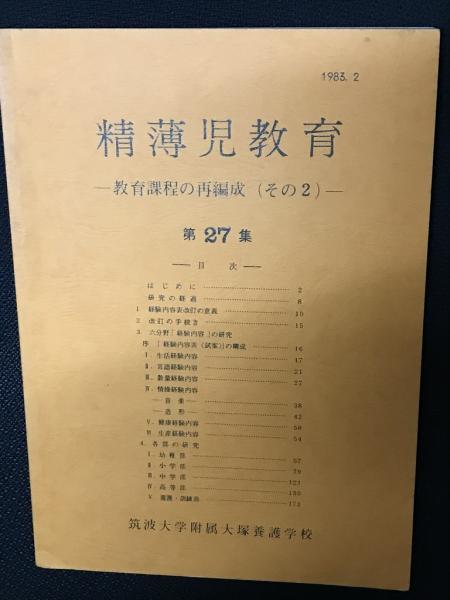 1983. 2
精薄児教育
―教育課程の再編成(その2)―
第27集
―― 目 次 ――
はじめに 2
研究の経過 8
1. 経験内容表改訂の意義 10
2. 改訂の手続き 15
3. 六分野「経験内容」の研究
序 「経験内容表(試案)」の構成 16
Ⅰ. 生活経験内容 17
Ⅱ. 言語経験内容 21
Ⅲ. 数量経験内容 27
Ⅳ. 情操経験内容
―音楽― 38
―造形― 42
Ⅴ. 健康経験内容 50
Ⅵ. 生産経験内容 54
4. 各部の研究
Ⅰ. 幼稚部 57
Ⅱ. 小学部 79
Ⅲ. 中学部 121
Ⅳ. 高等部
Ⅴ. 養護・訓練部 173
筑波大学附属大塚養護学校